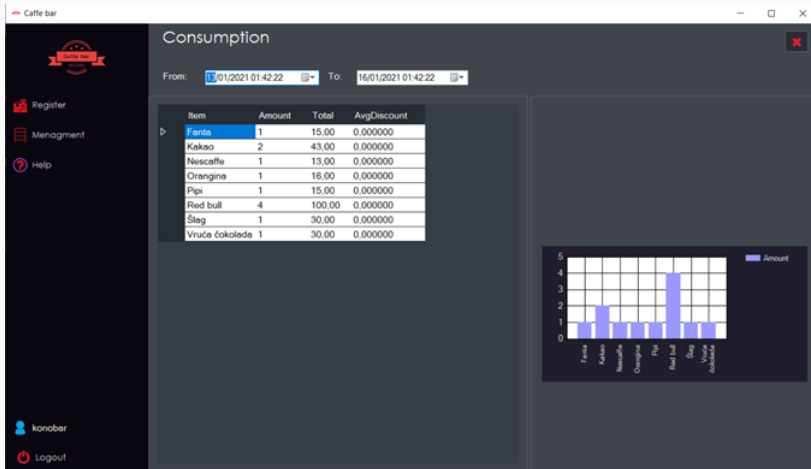 Caffe bar
Caffe bar
Consumption
From: 13/01/2021 01:42:22 To: 16/01/2021 01:42:22
Register
Menagment
Help
Item Amount Total AvgDiscount
Fanta 1 15,00 0,000000
Kakao 2 43,00 0,000000
Nescaffe 1 13,00 0,000000
Orangina 1 16,00 0,000000
Pipi 1 15,00 0,000000
Red bull 4 100,00 0,000000
Šlag 1 30,00 0,000000
Vruća čokolada 1 30,00 0,000000
5
4
3
2
1
0
Amount
Fanta
Kakao
Nescaffe
Orangina
Pipi
Red bull
Šlag
Vruća
čokolada
konobar
Logout